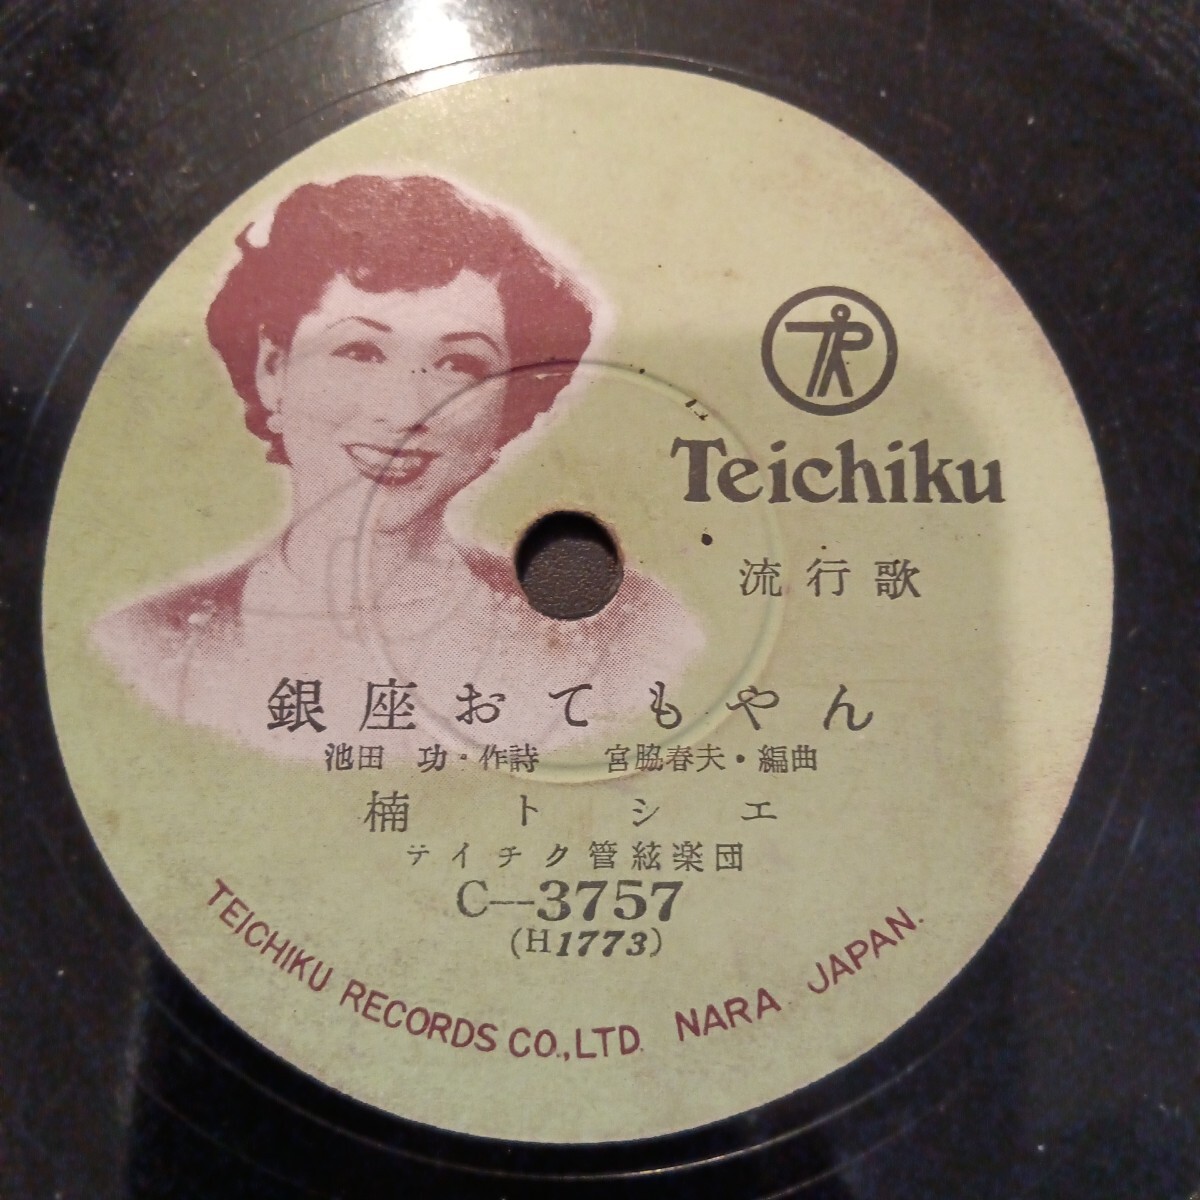 Teichiku
流行歌
銀座おてもやん
池田 功・作詩 宮脇春夫・編曲
楠トシエ
テイチク管絃楽団
C—3757
(H1773)
TEICHIKU RECORDS CO.,LTD. NARA JAPAN.